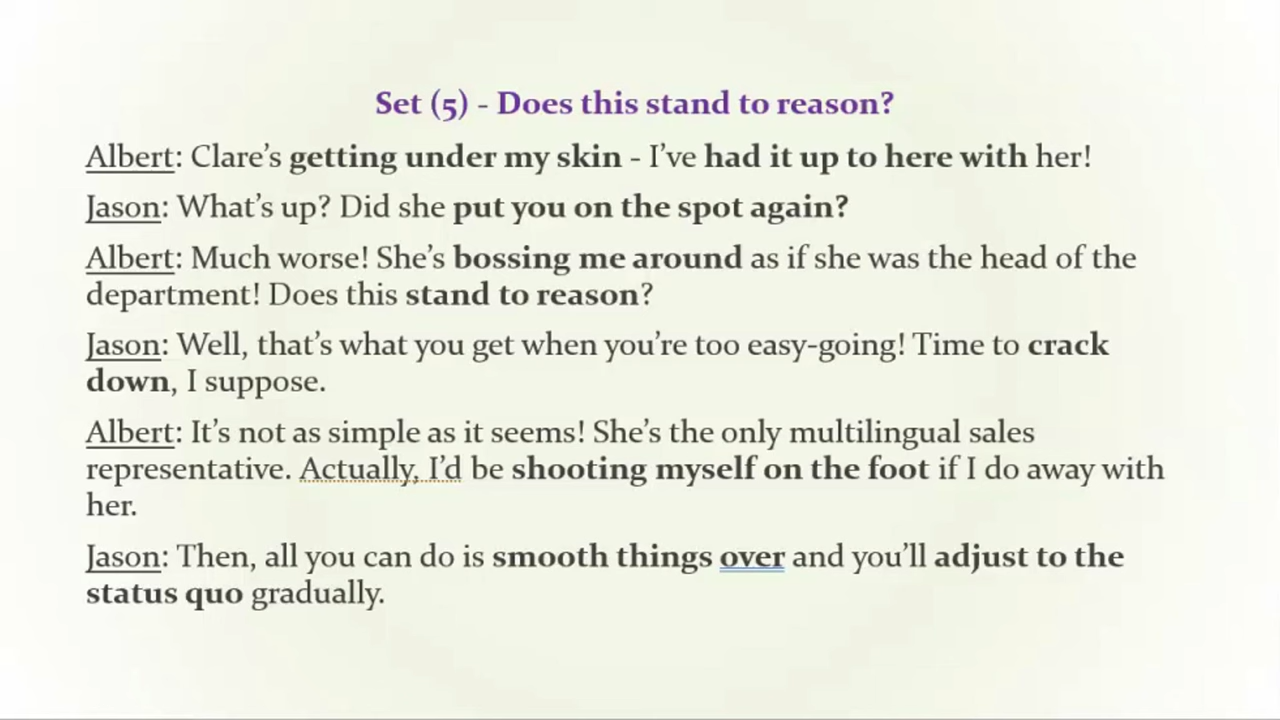 Set (5) - Does this stand to reason?
Albert: Clare’s getting under my skin - I’ve had it up to here with her!
Jason: What’s up? Did she put you on the spot again?
Albert: Much worse! She’s bossing me around as if she was the head of the
department! Does this stand to reason?
Jason: Well, that’s what you get when you’re too easy-going! Time to crack
down, I suppose.
Albert: It’s not as simple as it seems! She’s the only multilingual sales
representative. Actually, I’d be shooting myself on the foot if I do away with
her.
Jason: Then, all you can do is smooth things over and you’ll adjust to the
status quo gradually.